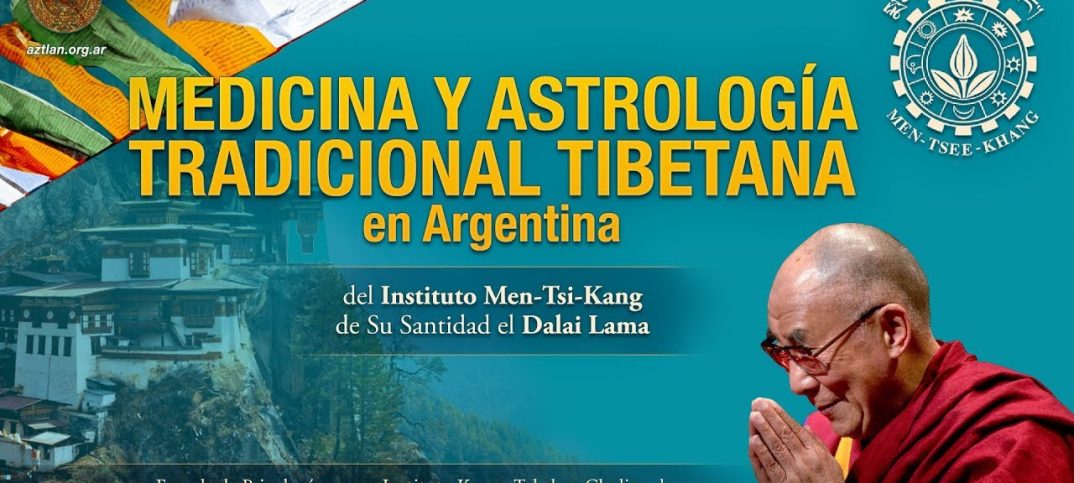 aztlan.org.ar
MEDICINA Y ASTROLOGÍA
TRADICIONAL TIBETANA
en Argentina
del Instituto Men-Tsi-Kang
de Su Santidad el Dalai Lama
MEN-TSEE-KHANG